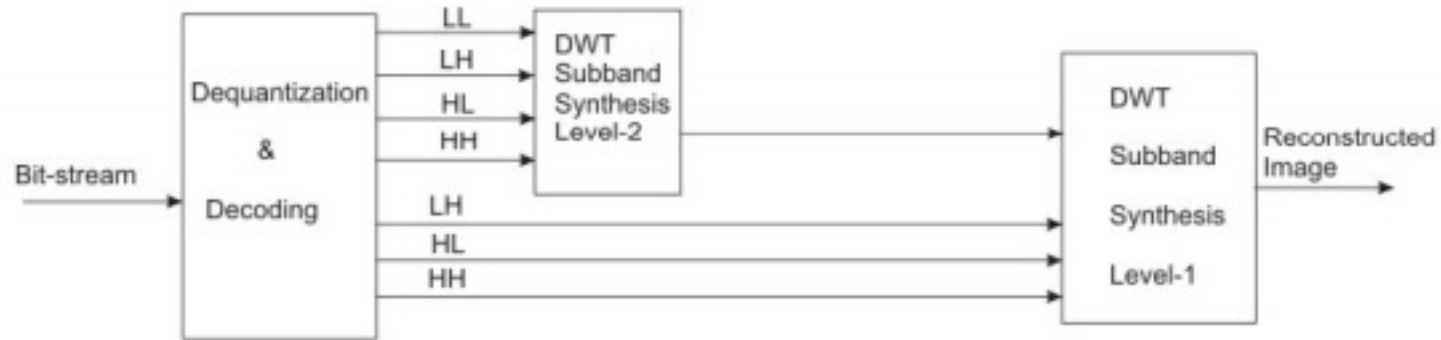 Bit-stream
Dequantization
&
Decoding
LL
LH
HL
HH
LH
HL
HH
DWT
Subband
Synthesis
Level-2
DWT
Subband
Synthesis
Level-1
Reconstructed
Image